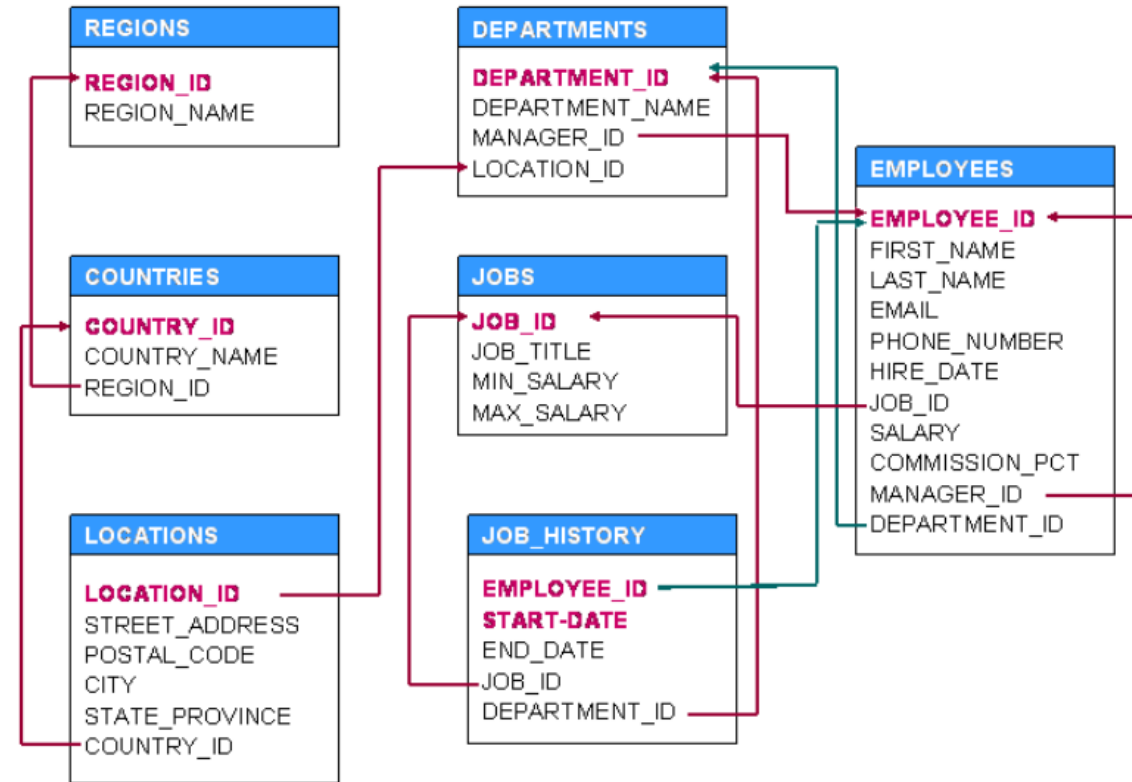 REGIONS
REGION_ID
REGION_NAME
DEPARTMENTS
DEPARTMENT_ID
DEPARTMENT_NAME
MANAGER_ID
LOCATION_ID
EMPLOYEES
EMPLOYEE_ID
FIRST_NAME
LAST_NAME
EMAIL
PHONE_NUMBER
HIRE_DATE
JOB_ID
SALARY
COMMISSION_PCT
MANAGER_ID
DEPARTMENT_ID
COUNTRIES
COUNTRY_ID
COUNTRY_NAME
REGION_ID
JOBS
JOB_ID
JOB_TITLE
MIN_SALARY
MAX_SALARY
LOCATIONS
LOCATION_ID
STREET_ADDRESS
POSTAL_CODE
CITY
STATE_PROVINCE
COUNTRY_ID
JOB_HISTORY
EMPLOYEE_ID
START-DATE
END_DATE
JOB_ID
DEPARTMENT_ID